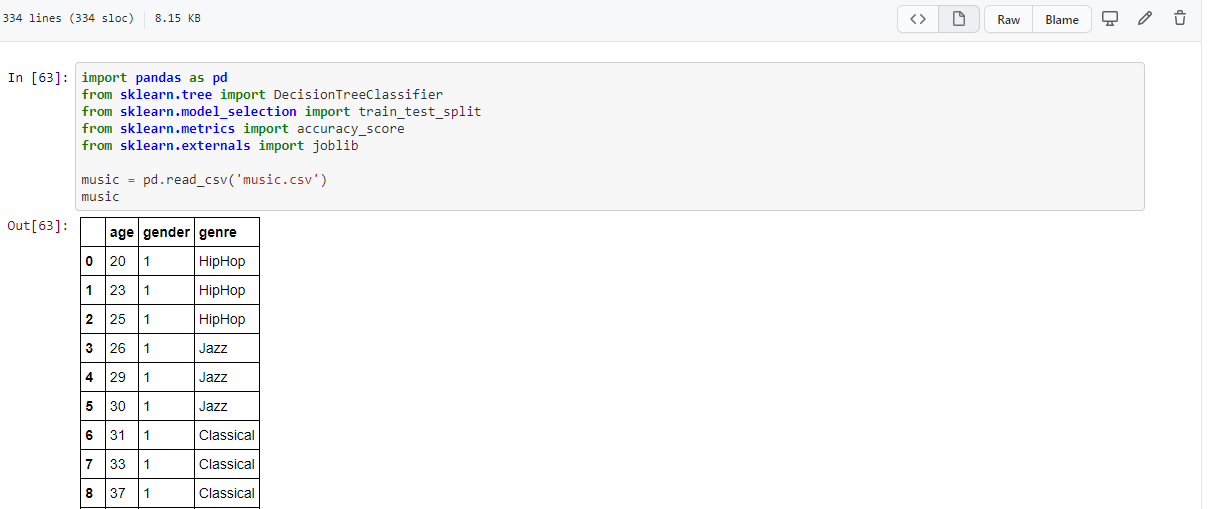 334 lines (334 sloc) 8.15 KB
<> Raw Blame
In [63]: import pandas as pd
from sklearn.tree import DecisionTreeClassifier
from sklearn.model_selection import train_test_split
from sklearn.metrics import accuracy_score
from sklearn.externals import joblib
music = pd.read_csv('music.csv')
music
Out[63]:
age gender genre
0 20 1 HipHop
1 23 1 HipHop
2 25 1 HipHop
3 26 1 Jazz
4 29 1 Jazz
5 30 1 Jazz
6 31 1 Classical
7 33 1 Classical
8 37 1 Classical